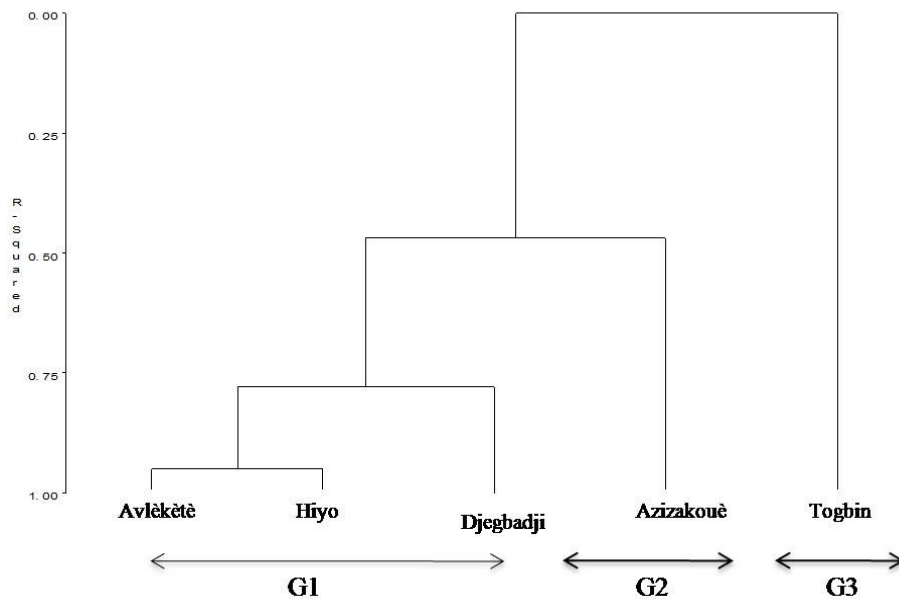 0.00
0.25
R-Squared
0.50
0.75
1.00
Avlèkètè Hiyo Djegbadji Azizakouè Togbin
G1 G2 G3